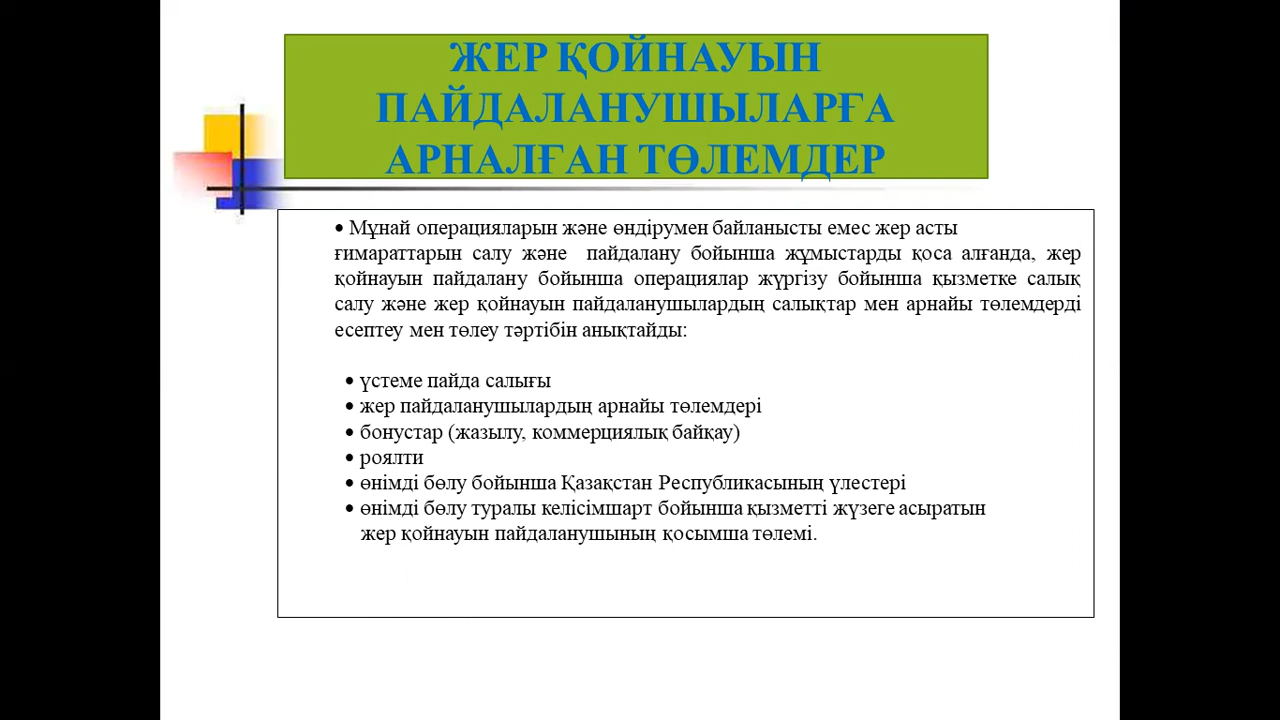 ЖЕР ҚОЙНАУЫН
ПАЙДАЛАНУШЫЛАРҒА
АРНАЛҒАН ТӨЛЕМДЕР
• Мұнай операцияларын және өндірумен байланысты емес жер асты
ғимараттарын салу және пайдалану бойынша жұмыстарды қоса алғанда, жер
қойнауын пайдалану бойынша операциялар жүргізу бойынша қызметке салық
салу және жер қойнауын пайдаланушылардың салықтар мен арнайы төлемдерді
есептеу мен төлеу тәртібін анықтайды:
• үстеме пайда салығы
• жер пайдаланушылардың арнайы төлемдері
• бонустар (жазылу, коммерциялық байқау)
• роялти
• өнімді бөлу бойынша Қазақстан Республикасының үлестері
• өнімді бөлу туралы келісімшарт бойынша қызметті жүзеге асыратын
жер қойнауын пайдаланушының қосымша төлемі.